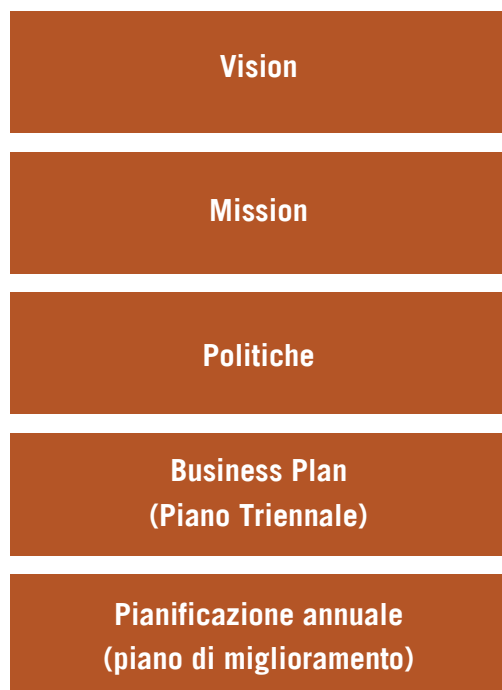 Vision
Mission
Politiche
Business Plan
(Piano Triennale)
Pianificazione annuale
(piano di miglioramento)